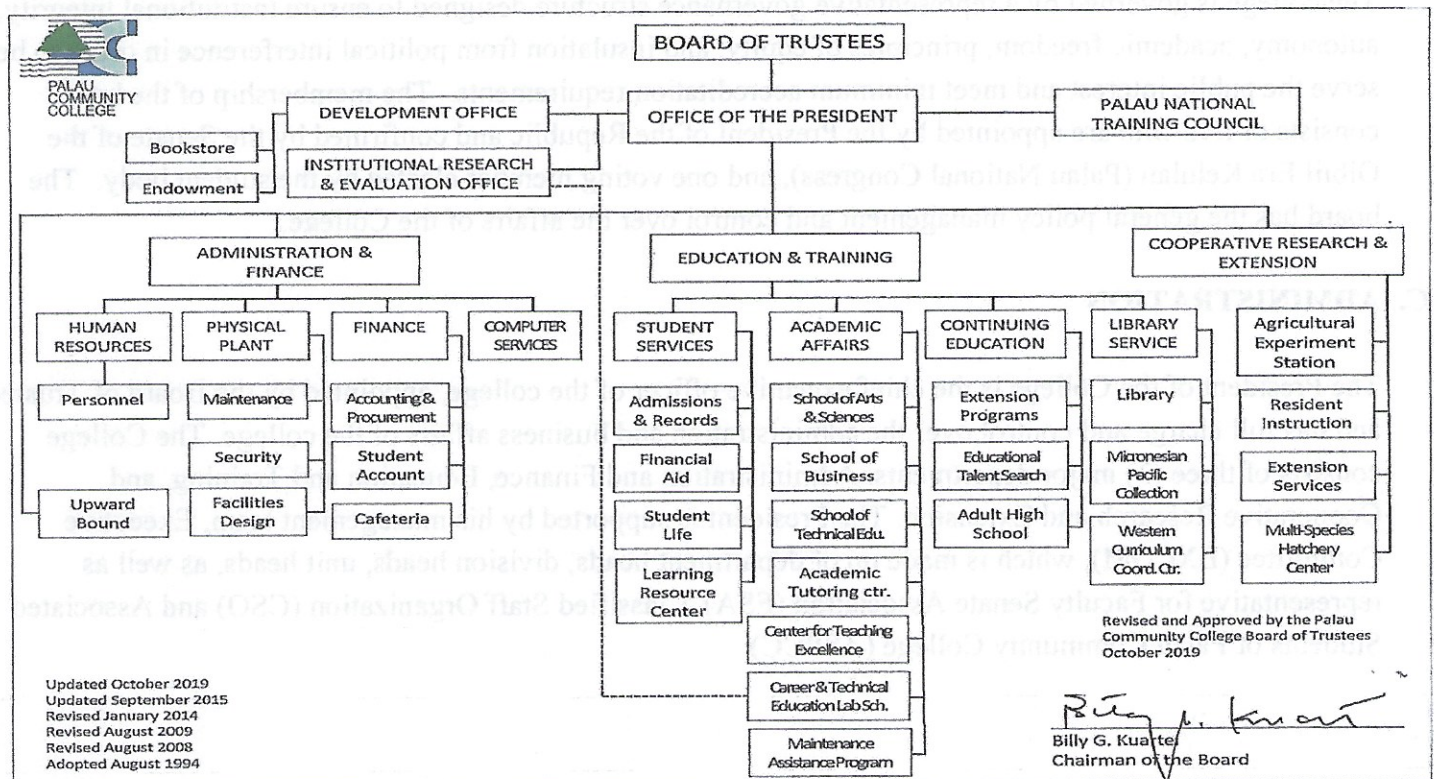 PALAU
COMMUNITY
COLLEGE
BOARD OF TRUSTEES
OFFICE OF THE PRESIDENT
PALAU NATIONAL
TRAINING COUNCIL
DEVELOPMENT OFFICE
Bookstore
Endowment
INSTITUTIONAL RESEARCH
& EVALUATION OFFICE
ADMINISTRATION &
FINANCE
EDUCATION & TRAINING
COOPERATIVE RESEARCH &
EXTENSION
HUMAN
RESOURCES
PHYSICAL
PLANT
FINANCE
COMPUTER
SERVICES
STUDENT
SERVICES
ACADEMIC
AFFAIRS
CONTINUING
EDUCATION
LIBRARY
SERVICE
Agricultural
Experiment
Station
Personnel
Upward
Bound
Maintenance
Security
Facilities
Design
Accounting &
Procurement
Student
Account
Cafeteria
Admissions
& Records
Financial
Aid
Student
Life
Learning
Resource
Center
School of Arts
& Sciences
School of
Business
School of
Technical Edu.
Academic
Tutoring ctr.
Center for Teaching
Excellence
Career & Technical
Education Lab Sch.
Maintenance
Assistance Program
Extension
Programs
Educational
Talent Search
Adult High
School
Library
Micronesian
Pacific
Collection
Western
Curriculum
Coord. Ctr.
Resident
Instruction
Extension
Services
Multi-Species
Hatchery
Center
Revised and Approved by the Palau
Community College Board of Trustees
October 2019
Billy G. Kuartei
Chairman of the Board
Updated October 2019
Updated September 2015
Revised January 2014
Revised August 2009
Revised August 2008
Adopted August 1994